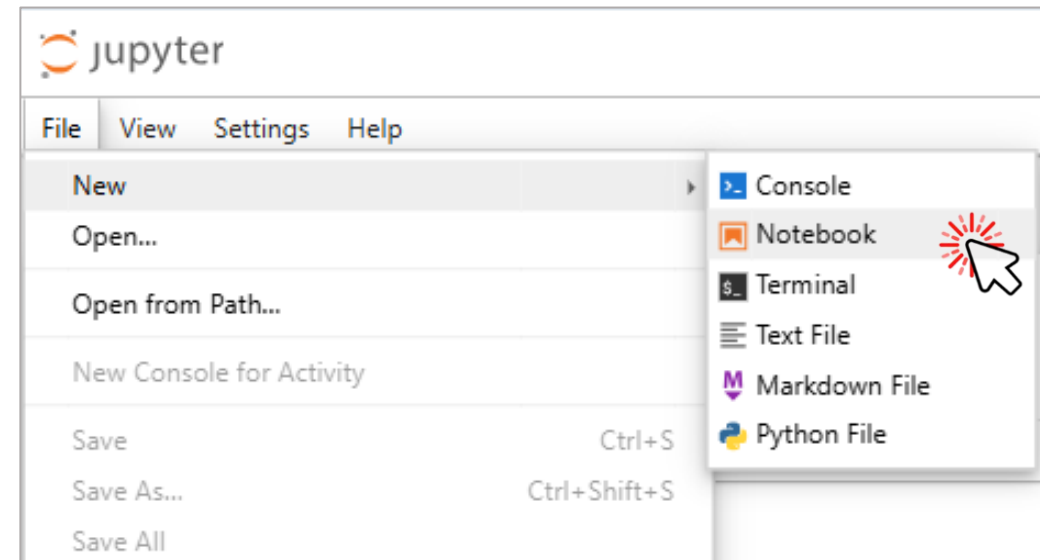 jupyter
File View Settings Help
New
Open...
Open from Path...
New Console for Activity
Save Ctrl+S
Save As... Ctrl+Shift+S
Save All
>_ Console
Notebook
$_ Terminal
Text File
M Markdown File
Python File